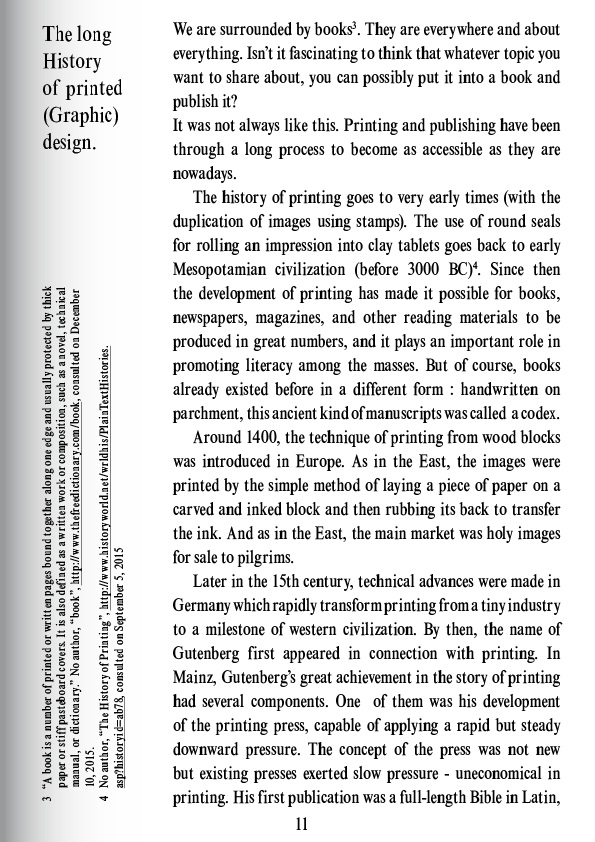 The long
History
of printed
(Graphic)
design.
We are surrounded by books³. They are everywhere and about
everything. Isn't it fascinating to think that whatever topic you
want to share about, you can possibly put it into a book and
publish it?
It was not always like this. Printing and publishing have been
through a long process to become as accessible as they are
nowadays.
The history of printing goes to very early times (with the
duplication of images using stamps). The use of round seals
for rolling an impression into clay tablets goes back to early
Mesopotamian civilization (before 3000 BC)⁴. Since then
the development of printing has made it possible for books,
newspapers, magazines, and other reading materials to be
produced in great numbers, and it plays an important role in
promoting literacy among the masses. But of course, books
already existed before in a different form : handwritten on
parchment, this ancient kind of manuscripts was called a codex.
Around 1400, the technique of printing from wood blocks
was introduced in Europe. As in the East, the images were
printed by the simple method of laying a piece of paper on a
carved and inked block and then rubbing its back to transfer
the ink. And as in the East, the main market was holy images
for sale to pilgrims.
Later in the 15th century, technical advances were made in
Germany which rapidly transform printing from a tiny industry
to a milestone of western civilization. By then, the name of
Gutenberg first appeared in connection with printing. In
Mainz, Gutenberg's great achievement in the story of printing
had several components. One of them was his development
of the printing press, capable of applying a rapid but steady
downward pressure. The concept of the press was not new
but existing presses exerted slow pressure - uneconomical in
printing. His first publication was a full-length Bible in Latin,
3 "A book is a number of printed or written pages bound together along one edge and usually protected by thick
paper or stiff pasteboard covers. It is also defined as a written work or composition, such as a novel, technical
manual, or dictionary." No author, "book", http://www.thefreedictionary.com/book, consulted on December
10, 2015.
4 No author, "The History of Printing", http://www.historyworld.net/wrldhis/PlainTextHistories.
asp?historyid=ab78, consulted on September 5, 2015
11